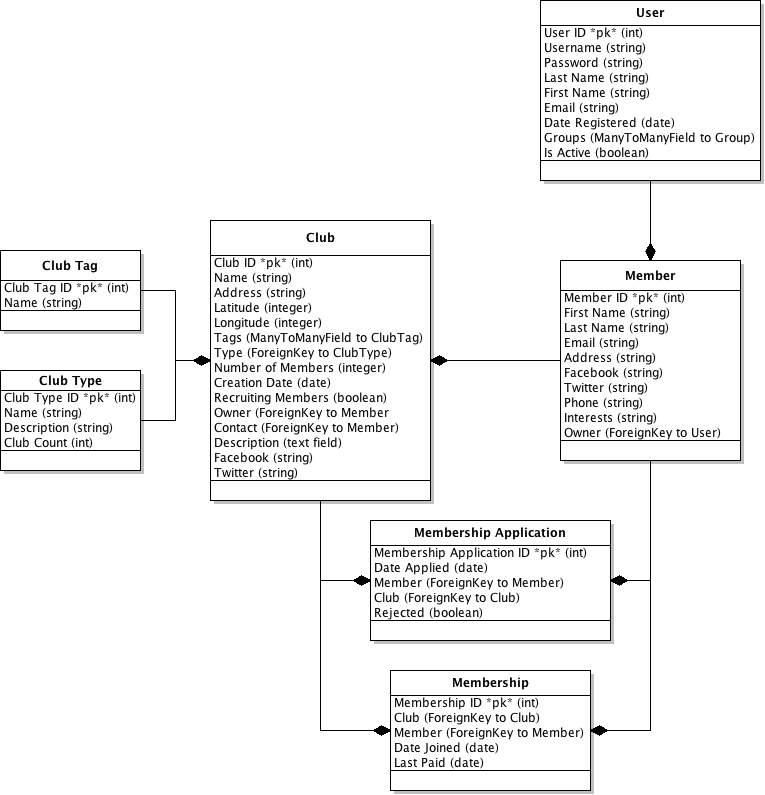 User
User ID *pk* (int)
Username (string)
Password (string)
Last Name (string)
First Name (string)
Email (string)
Date Registered (date)
Groups (ManyToManyField to Group)
Is Active (boolean)
Club Tag
Club Tag ID *pk* (int)
Name (string)
Club Type
Club Type ID *pk* (int)
Name (string)
Description (string)
Club Count (int)
Club
Club ID *pk* (int)
Name (string)
Address (string)
Latitude (integer)
Longitude (integer)
Tags (ManyToManyField to ClubTag)
Type (ForeignKey to ClubType)
Number of Members (integer)
Creation Date (date)
Recruiting Members (boolean)
Owner (ForeignKey to Member
Contact (ForeignKey to Member)
Description (text field)
Facebook (string)
Twitter (string)
Member
Member ID *pk* (int)
First Name (string)
Last Name (string)
Email (string)
Address (string)
Facebook (string)
Twitter (string)
Phone (string)
Interests (string)
Owner (ForeignKey to User)
Membership Application
Membership Application ID *pk* (int)
Date Applied (date)
Member (ForeignKey to Member)
Club (ForeignKey to Club)
Rejected (boolean)
Membership
Membership ID *pk* (int)
Club (ForeignKey to Club)
Member (ForeignKey to Member)
Date Joined (date)
Last Paid (date)